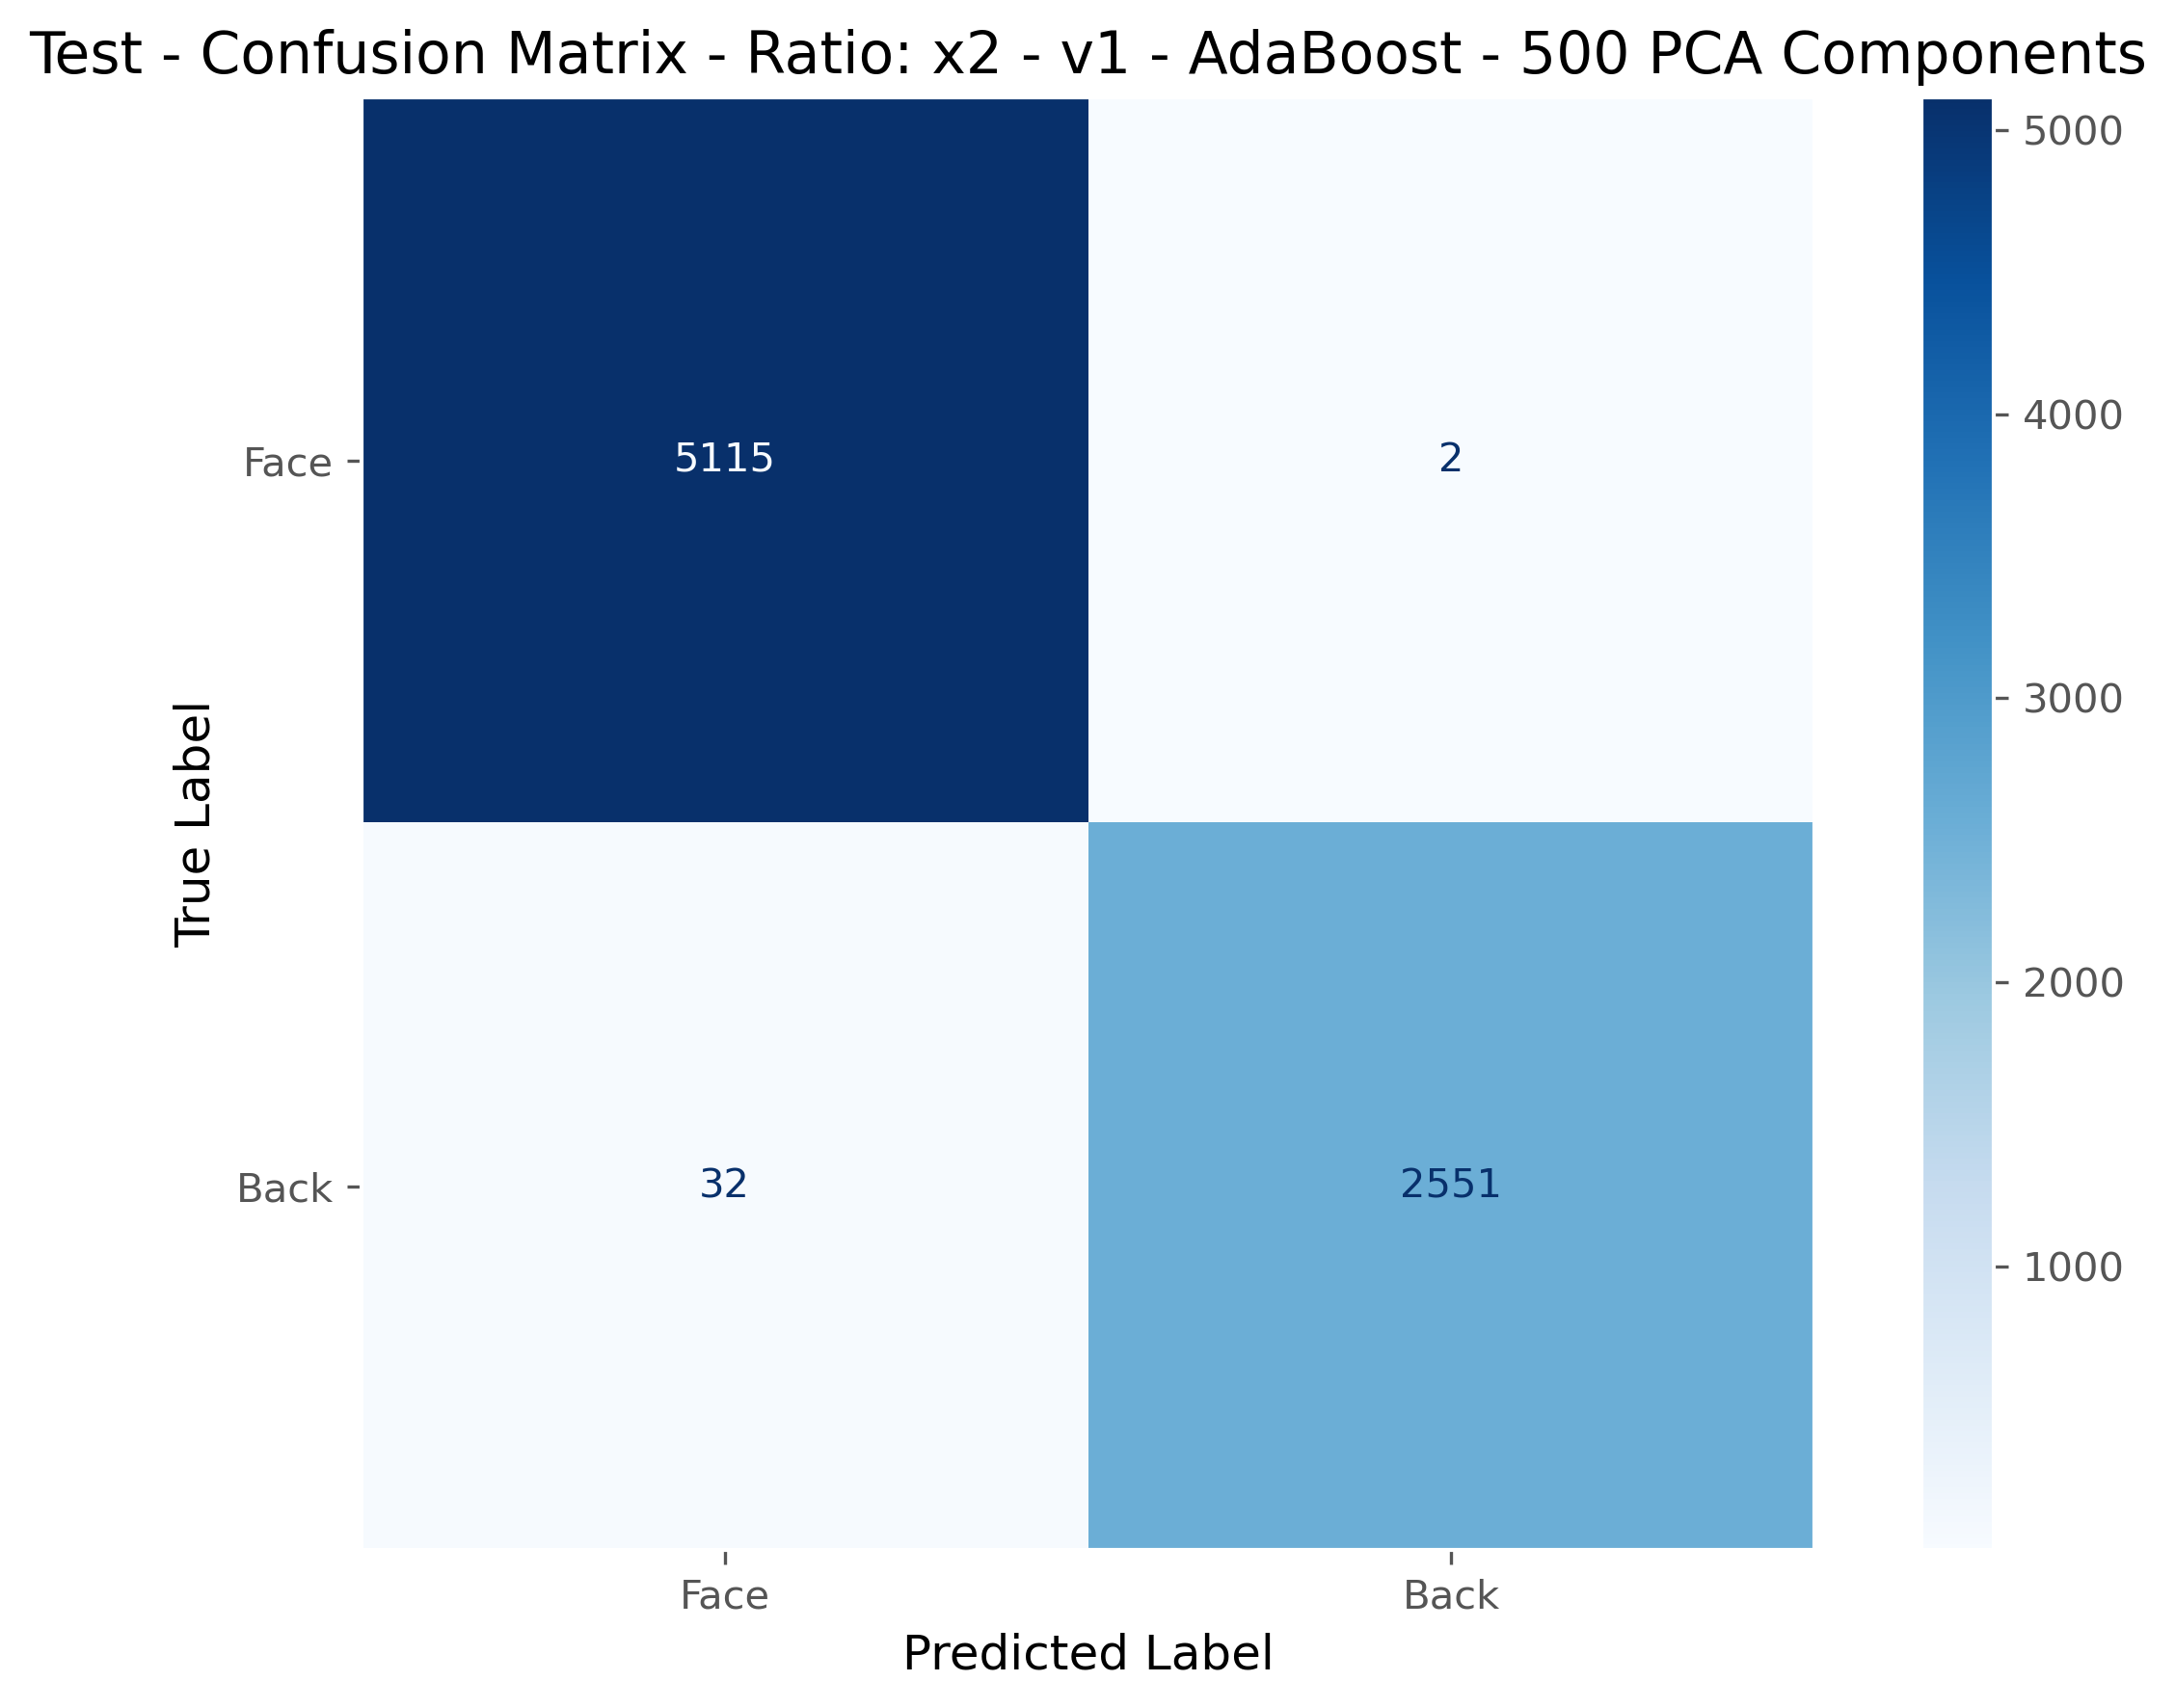 Test - Confusion Matrix - Ratio: x2 - v1 - AdaBoost - 500 PCA Components
5000
4000
3000
2000
1000
True Label
Face
5115
2
Back
32
2551
Face
Back
Predicted Label